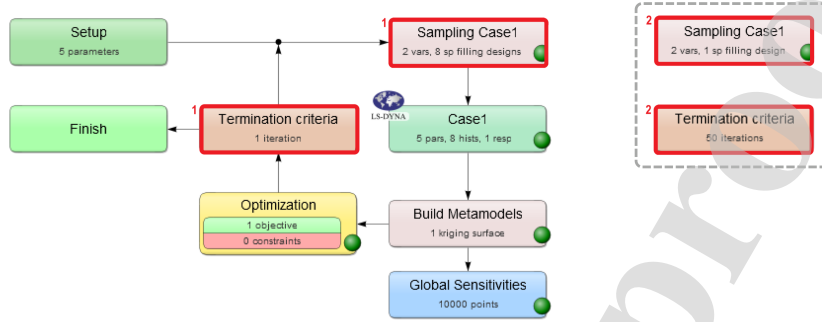 Setup
5 parameters
1
Sampling Case1
2 vars, 8 sp filling designs
2
Sampling Case1
2 vars, 1 sp filling design
Finish
1
Termination criteria
1 iteration
LS-DYNA
Case1
5 pars, 8 hists, 1 resp
2
Termination criteria
50 iterations
Optimization
1 objective
0 constraints
Build Metamodels
1 kriging surface
Global Sensitivities
10000 points